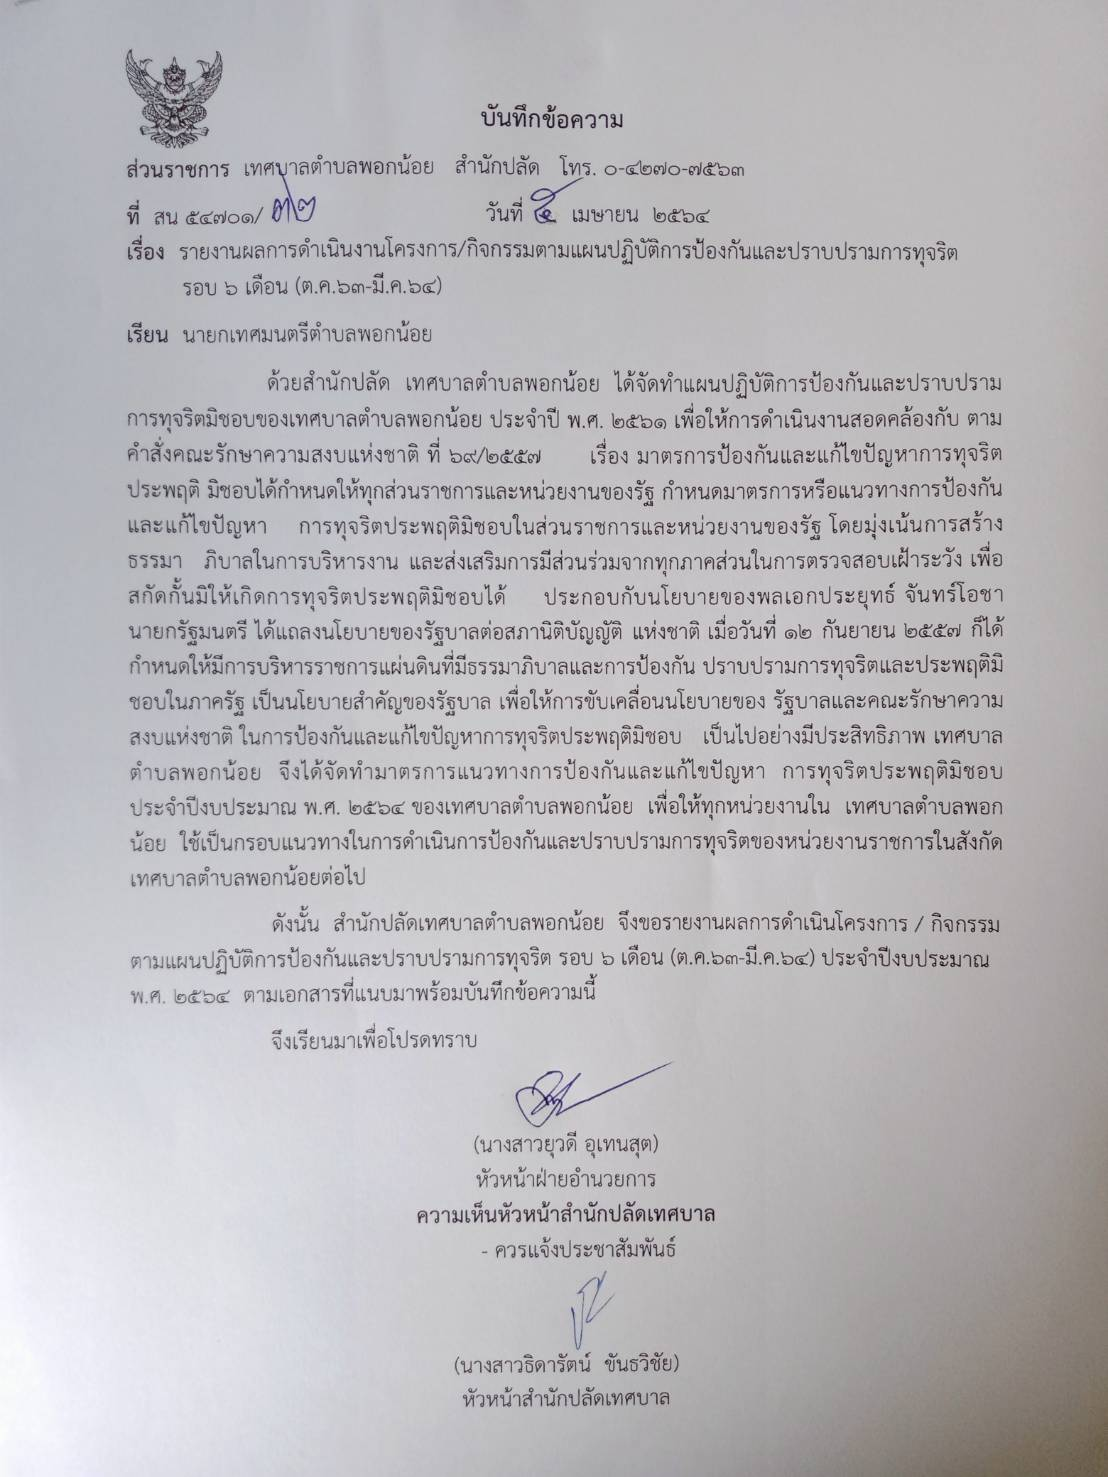 บันทึกข้อความ
ส่วนราชการ เทศบาลตำบลพอกน้อย สำนักปลัด โทร. ๐-๔๒๗๐-๗๕๖๓
ที่ สน ๕๔๗๐๑/๓๒ วันที่ ๕ เมษายน ๒๕๖๔
เรื่อง รายงานผลการดำเนินงานโครงการ/กิจกรรมตามแผนปฏิบัติการป้องกันและปราบปรามการทุจริต
รอบ ๖ เดือน (ต.ค.๖๓-มี.ค.๖๔)
เรียน นายกเทศมนตรีตำบลพอกน้อย
ด้วยสำนักปลัด เทศบาลตำบลพอกน้อย ได้จัดทำแผนปฏิบัติการป้องกันและปราบปราม
การทุจริตมิชอบของเทศบาลตำบลพอกน้อย ประจำปี พ.ศ. ๒๕๖๑ เพื่อให้การดำเนินงานสอดคล้องกับ ตาม
คำสั่งคณะรักษาความสงบแห่งชาติ ที่ ๖๙/๒๕๕๗ เรื่อง มาตรการป้องกันและแก้ไขปัญหาการทุจริต
ประพฤติ มิชอบได้กำหนดให้ทุกส่วนราชการและหน่วยงานของรัฐ กำหนดมาตรการหรือแนวทางการป้องกัน
และแก้ไขปัญหา การทุจริตประพฤติมิชอบในส่วนราชการและหน่วยงานของรัฐ โดยมุ่งเน้นการสร้าง
ธรรมา ภิบาลในการบริหารงาน และส่งเสริมการมีส่วนร่วมจากทุกภาคส่วนในการตรวจสอบเฝ้าระวัง เพื่อ
สกัดกั้นมิให้เกิดการทุจริตประพฤติมิชอบได้ ประกอบกับนโยบายของพลเอกประยุทธ์ จันทร์โอชา
นายกรัฐมนตรี ได้แถลงนโยบายของรัฐบาลต่อสภานิติบัญญัติ แห่งชาติ เมื่อวันที่ ๑๒ กันยายน ๒๕๕๗ ก็ได้
กำหนดให้มีการบริหารราชการแผ่นดินที่มีธรรมาภิบาลและการป้องกัน ปราบปรามการทุจริตและประพฤติมิ
ชอบในภาครัฐ เป็นนโยบายสำคัญของรัฐบาล เพื่อให้การขับเคลื่อนนโยบายของ รัฐบาลและคณะรักษาความ
สงบแห่งชาติ ในการป้องกันและแก้ไขปัญหาการทุจริตประพฤติมิชอบ เป็นไปอย่างมีประสิทธิภาพ เทศบาล
ตำบลพอกน้อย จึงได้จัดทำมาตรการแนวทางการป้องกันและแก้ไขปัญหา การทุจริตประพฤติมิชอบ
ประจำปีงบประมาณ พ.ศ. ๒๕๖๔ ของเทศบาลตำบลพอกน้อย เพื่อให้ทุกหน่วยงานใน เทศบาลตำบลพอก
น้อย ใช้เป็นกรอบแนวทางในการดำเนินการป้องกันและปราบปรามการทุจริตของหน่วยงานราชการในสังกัด
เทศบาลตำบลพอกน้อยต่อไป
ดังนั้น สำนักปลัดเทศบาลตำบลพอกน้อย จึงขอรายงานผลการดำเนินโครงการ / กิจกรรม
ตามแผนปฏิบัติการป้องกันและปราบปรามการทุจริต รอบ ๖ เดือน (ต.ค.๖๓-มี.ค.๖๔) ประจำปีงบประมาณ
พ.ศ. ๒๕๖๔ ตามเอกสารที่แนบมาพร้อมบันทึกข้อความนี้
จึงเรียนมาเพื่อโปรดทราบ
(นางสาวยุวดี อุเทนสุต)
หัวหน้าฝ่ายอำนวยการ
ความเห็นหัวหน้าสำนักปลัดเทศบาล
- ควรแจ้งประชาสัมพันธ์
(นางสาวธิดารัตน์ ขันธวิชัย)
หัวหน้าสำนักปลัดเทศบาล